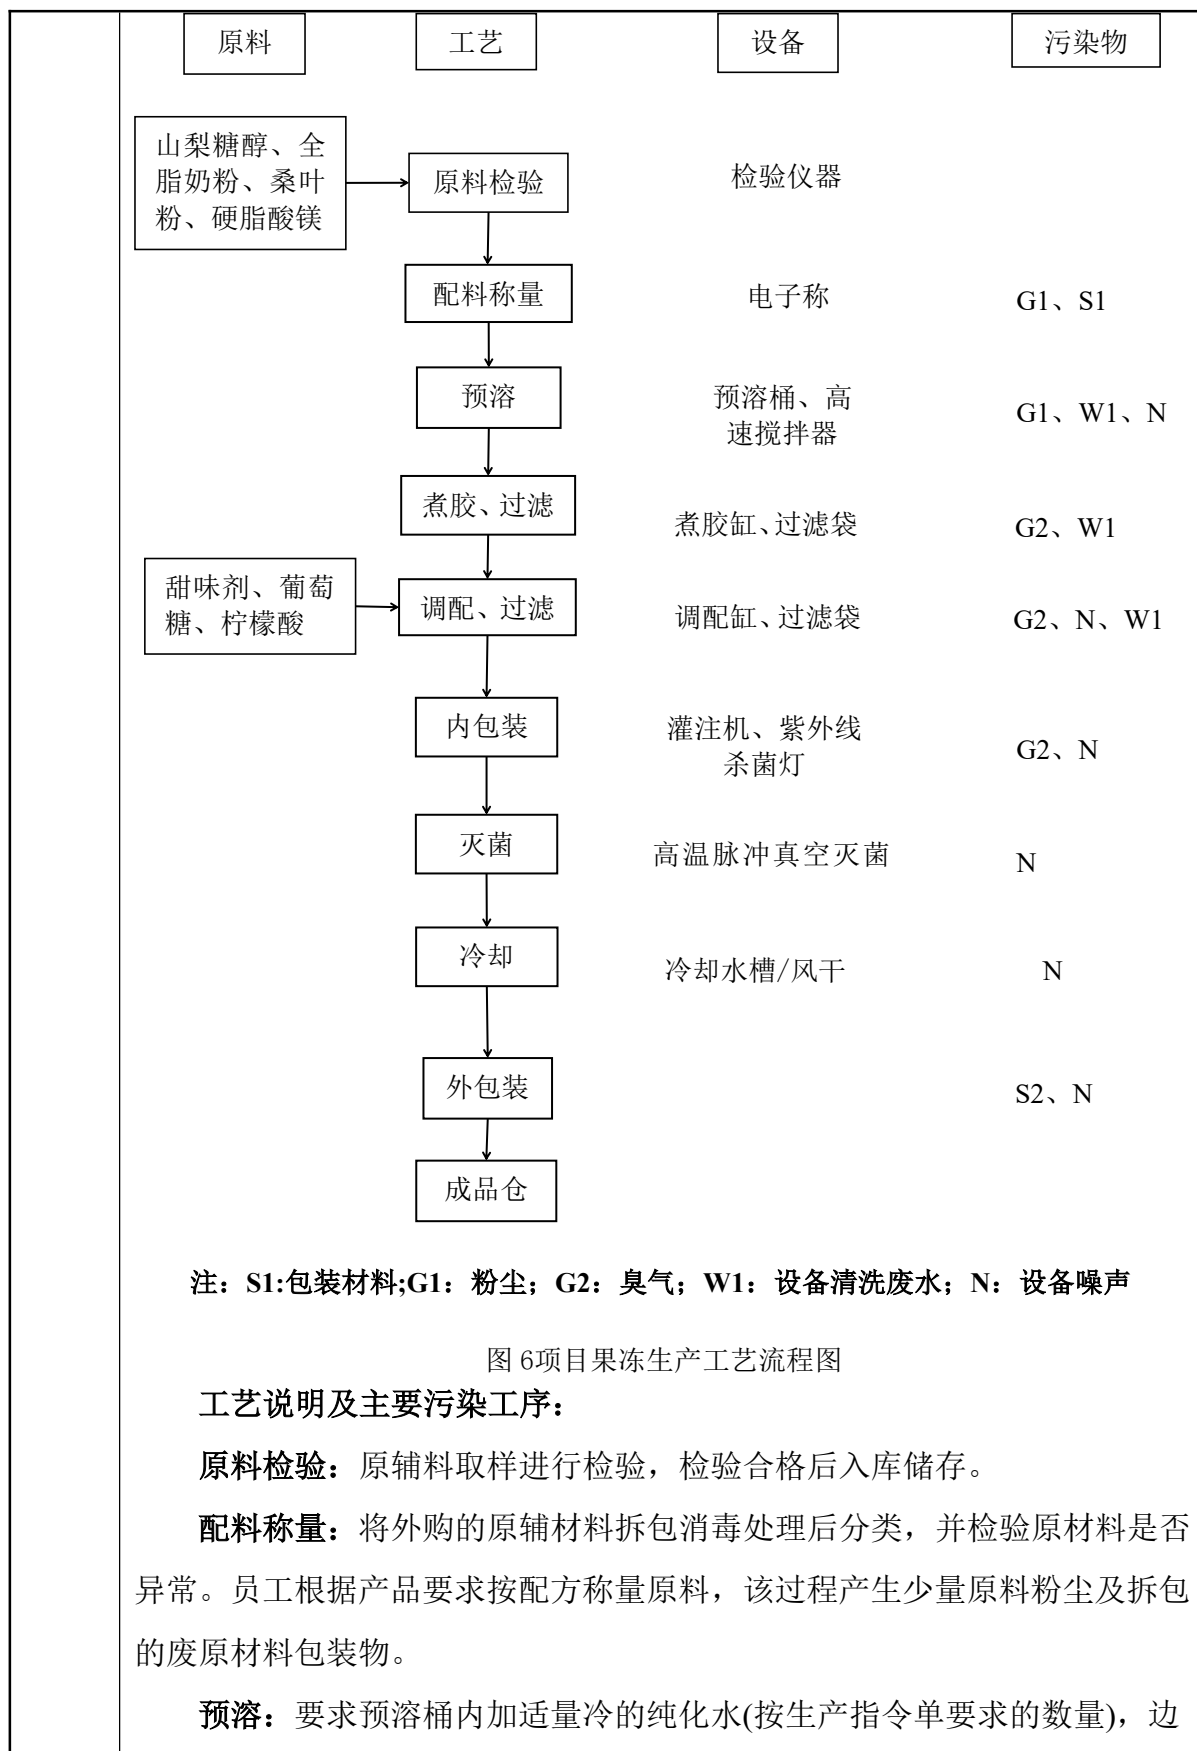 原料 工艺 设备 污染物
山梨糖醇、全
脂奶粉、桑叶
粉、硬脂酸镁
原料检验 检验仪器
配料称量 电子称 G1、S1
预溶 预溶桶、高
速搅拌器 G1、W1、N
煮胶、过滤 煮胶缸、过滤袋 G2、W1
甜味剂、葡萄
糖、柠檬酸
调配、过滤 调配缸、过滤袋 G2、N、W1
内包装 灌注机、紫外线
杀菌灯 G2、N
灭菌 高温脉冲真空灭菌 N
冷却 冷却水槽/风干 N
外包装 S2、N
成品仓
注：S1:包装材料;G1：粉尘；G2：臭气；W1：设备清洗废水；N：设备噪声
图 6项目果冻生产工艺流程图
工艺说明及主要污染工序：
原料检验：原辅料取样进行检验，检验合格后入库储存。
配料称量：将外购的原辅材料拆包消毒处理后分类，并检验原材料是否
异常。员工根据产品要求按配方称量原料，该过程产生少量原料粉尘及拆包
的废原材料包装物。
预溶：要求预溶桶内加适量冷的纯化水(按生产指令单要求的数量)，边